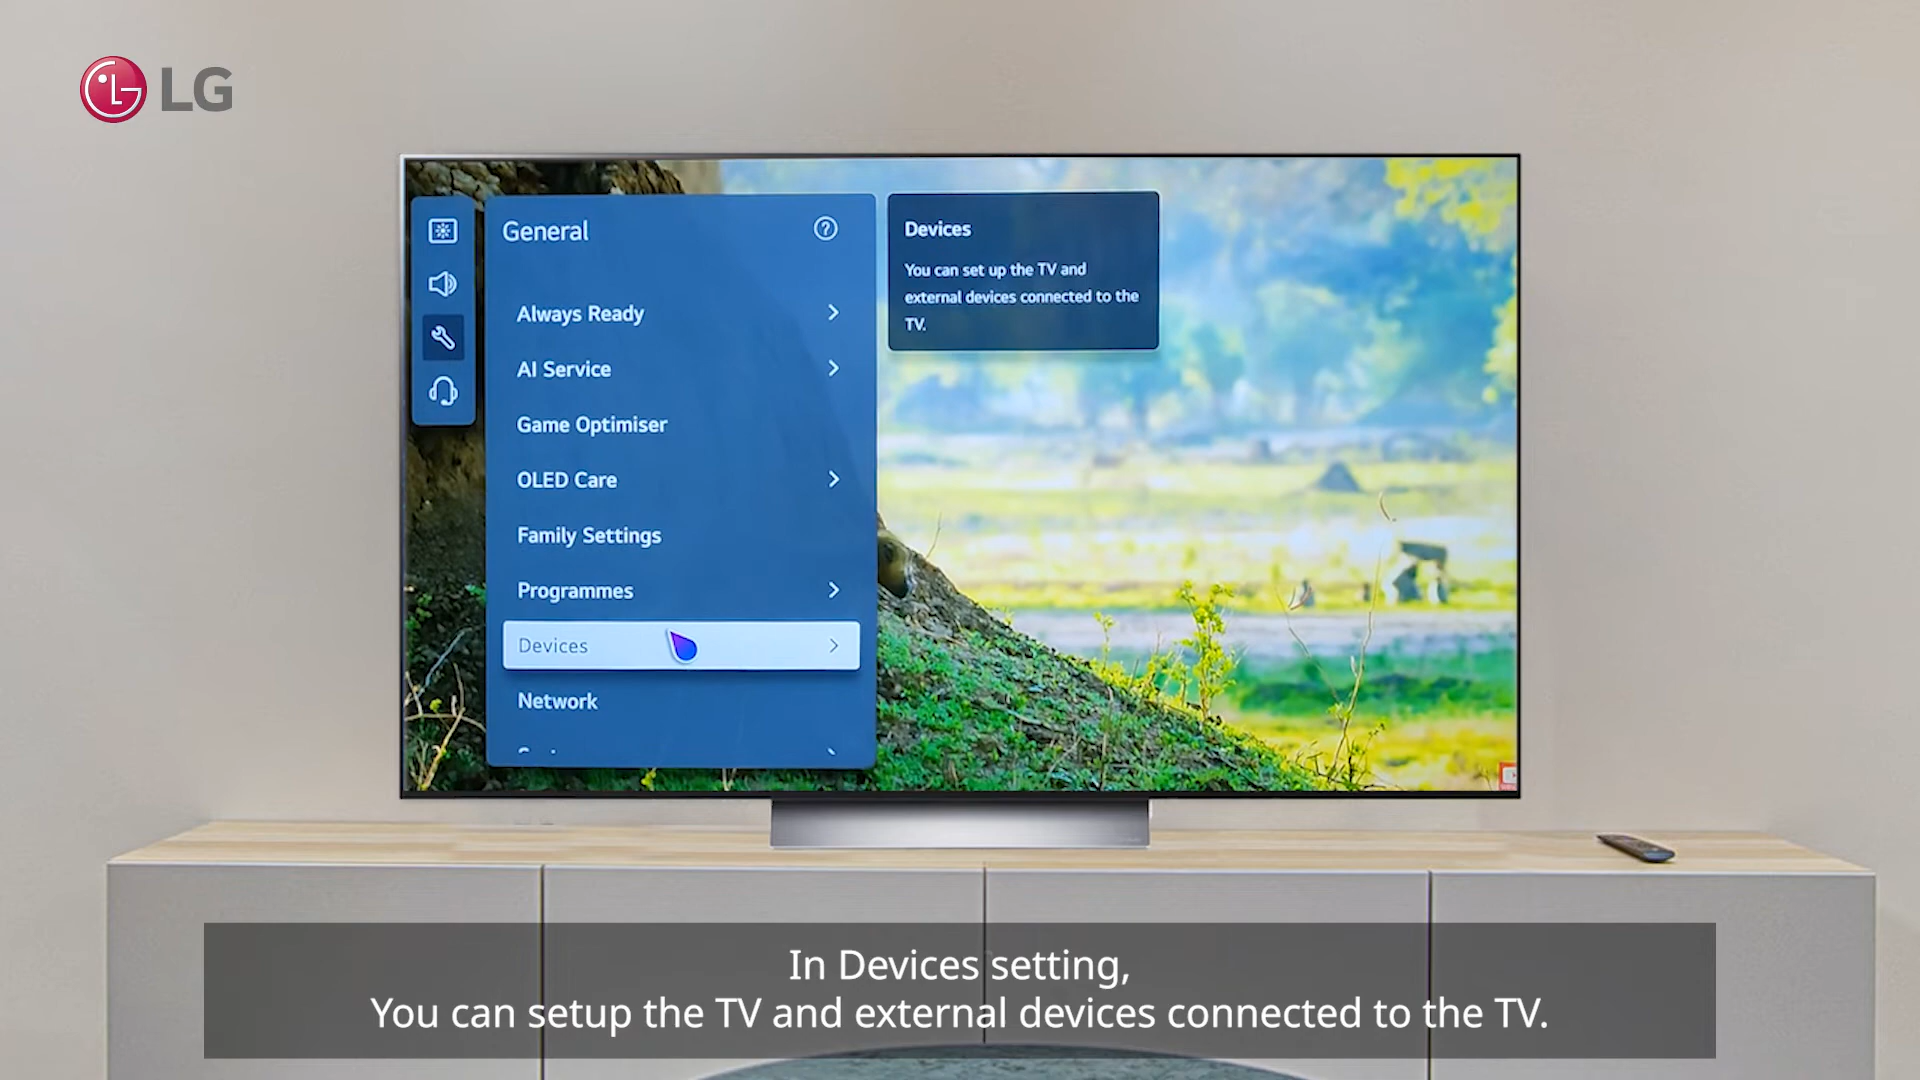 LG
General
Always Ready
AI Service
Game Optimiser
OLED Care
Family Settings
Programmes
Devices
Network
Devices
You can set up the TV and
external devices connected to the
TV.
In Devices setting,
You can setup the TV and external devices connected to the TV.